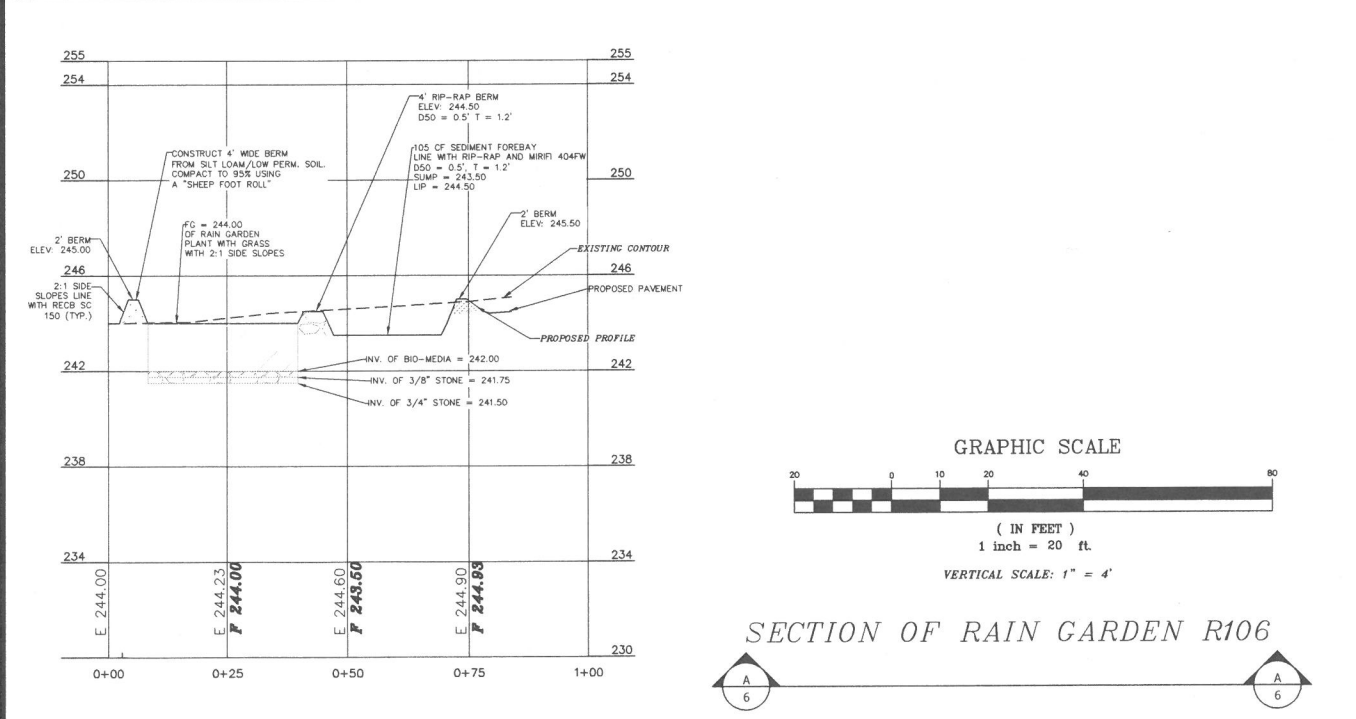 255
255
254
254
4' RIP-RAP BERM
ELEV: 244.50
D50 = 0.5' T = 1.2'
105 CF SEDIMENT FOREBAY
LINE WITH RIP-RAP AND MIRIFI 404FW
D50 = 0.5', T = 1.2'
SUMP = 243.50
LIP = 244.50
CONSTRUCT 4' WIDE BERM
FROM SILT LOAM/LOW PERM. SOIL.
COMPACT TO 95% USING
A "SHEEP FOOT ROLL"
250
250
2' BERM
ELEV: 245.50
FG = 244.00
OF RAIN GARDEN
PLANT WITH GRASS
WITH 2:1 SIDE SLOPES
2' BERM
ELEV: 245.00
EXISTING CONTOUR
246
246
2:1 SIDE
SLOPES LINE
WITH RECB SC
150 (TYP.)
PROPOSED PAVEMENT
PROPOSED PROFILE
INV. OF BIO-MEDIA = 242.00
242
242
INV. OF 3/8" STONE = 241.75
INV. OF 3/4" STONE = 241.50
238
238
234
234
E 244.00
E 244.23
F 244.00
E 244.60
F 243.50
E 244.90
F 244.93
230
0+00
0+25
0+50
0+75
1+00
GRAPHIC SCALE
20
0
10
20
40
80
( IN FEET )
1 inch = 20 ft.
VERTICAL SCALE: 1" = 4'
SECTION OF RAIN GARDEN R106
A
6
A
6